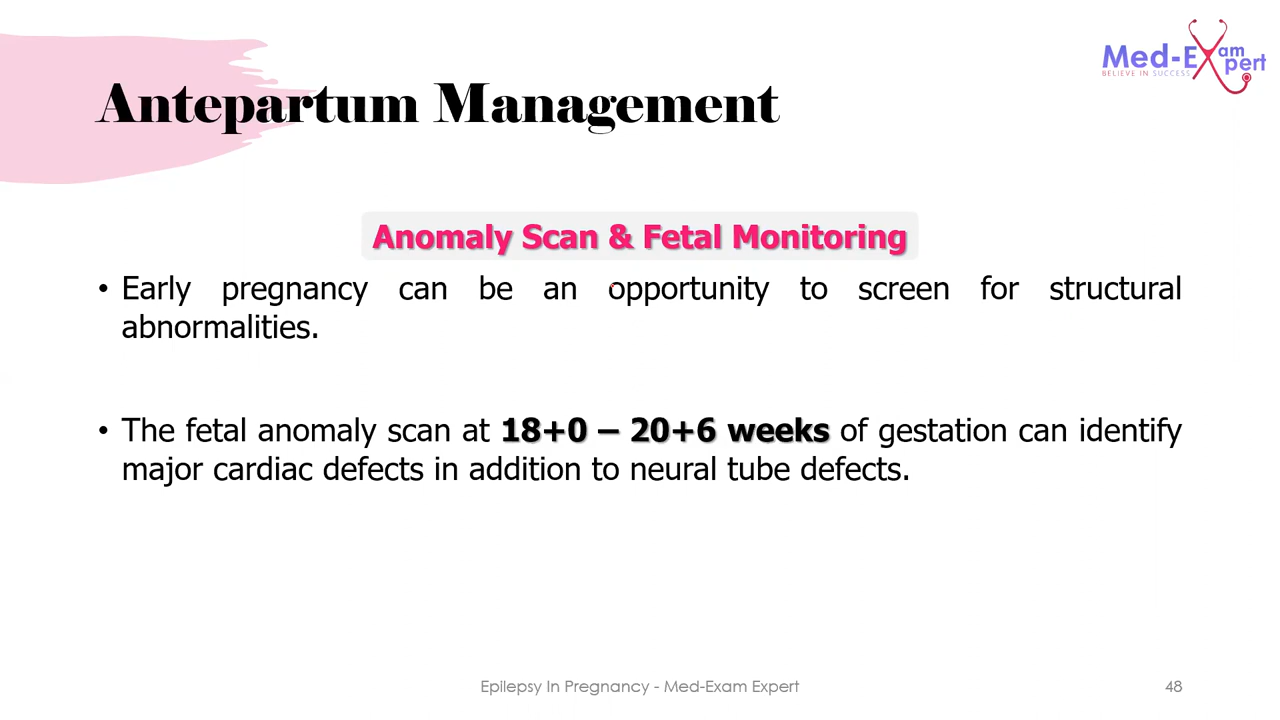 Med-Exam
Expert
BELIEVE IN SUCCESS
Antepartum Management
Anomaly Scan & Fetal Monitoring
• Early pregnancy can be an opportunity to screen for structural
abnormalities.
• The fetal anomaly scan at 18+0 – 20+6 weeks of gestation can identify
major cardiac defects in addition to neural tube defects.
Epilepsy In Pregnancy - Med-Exam Expert
48